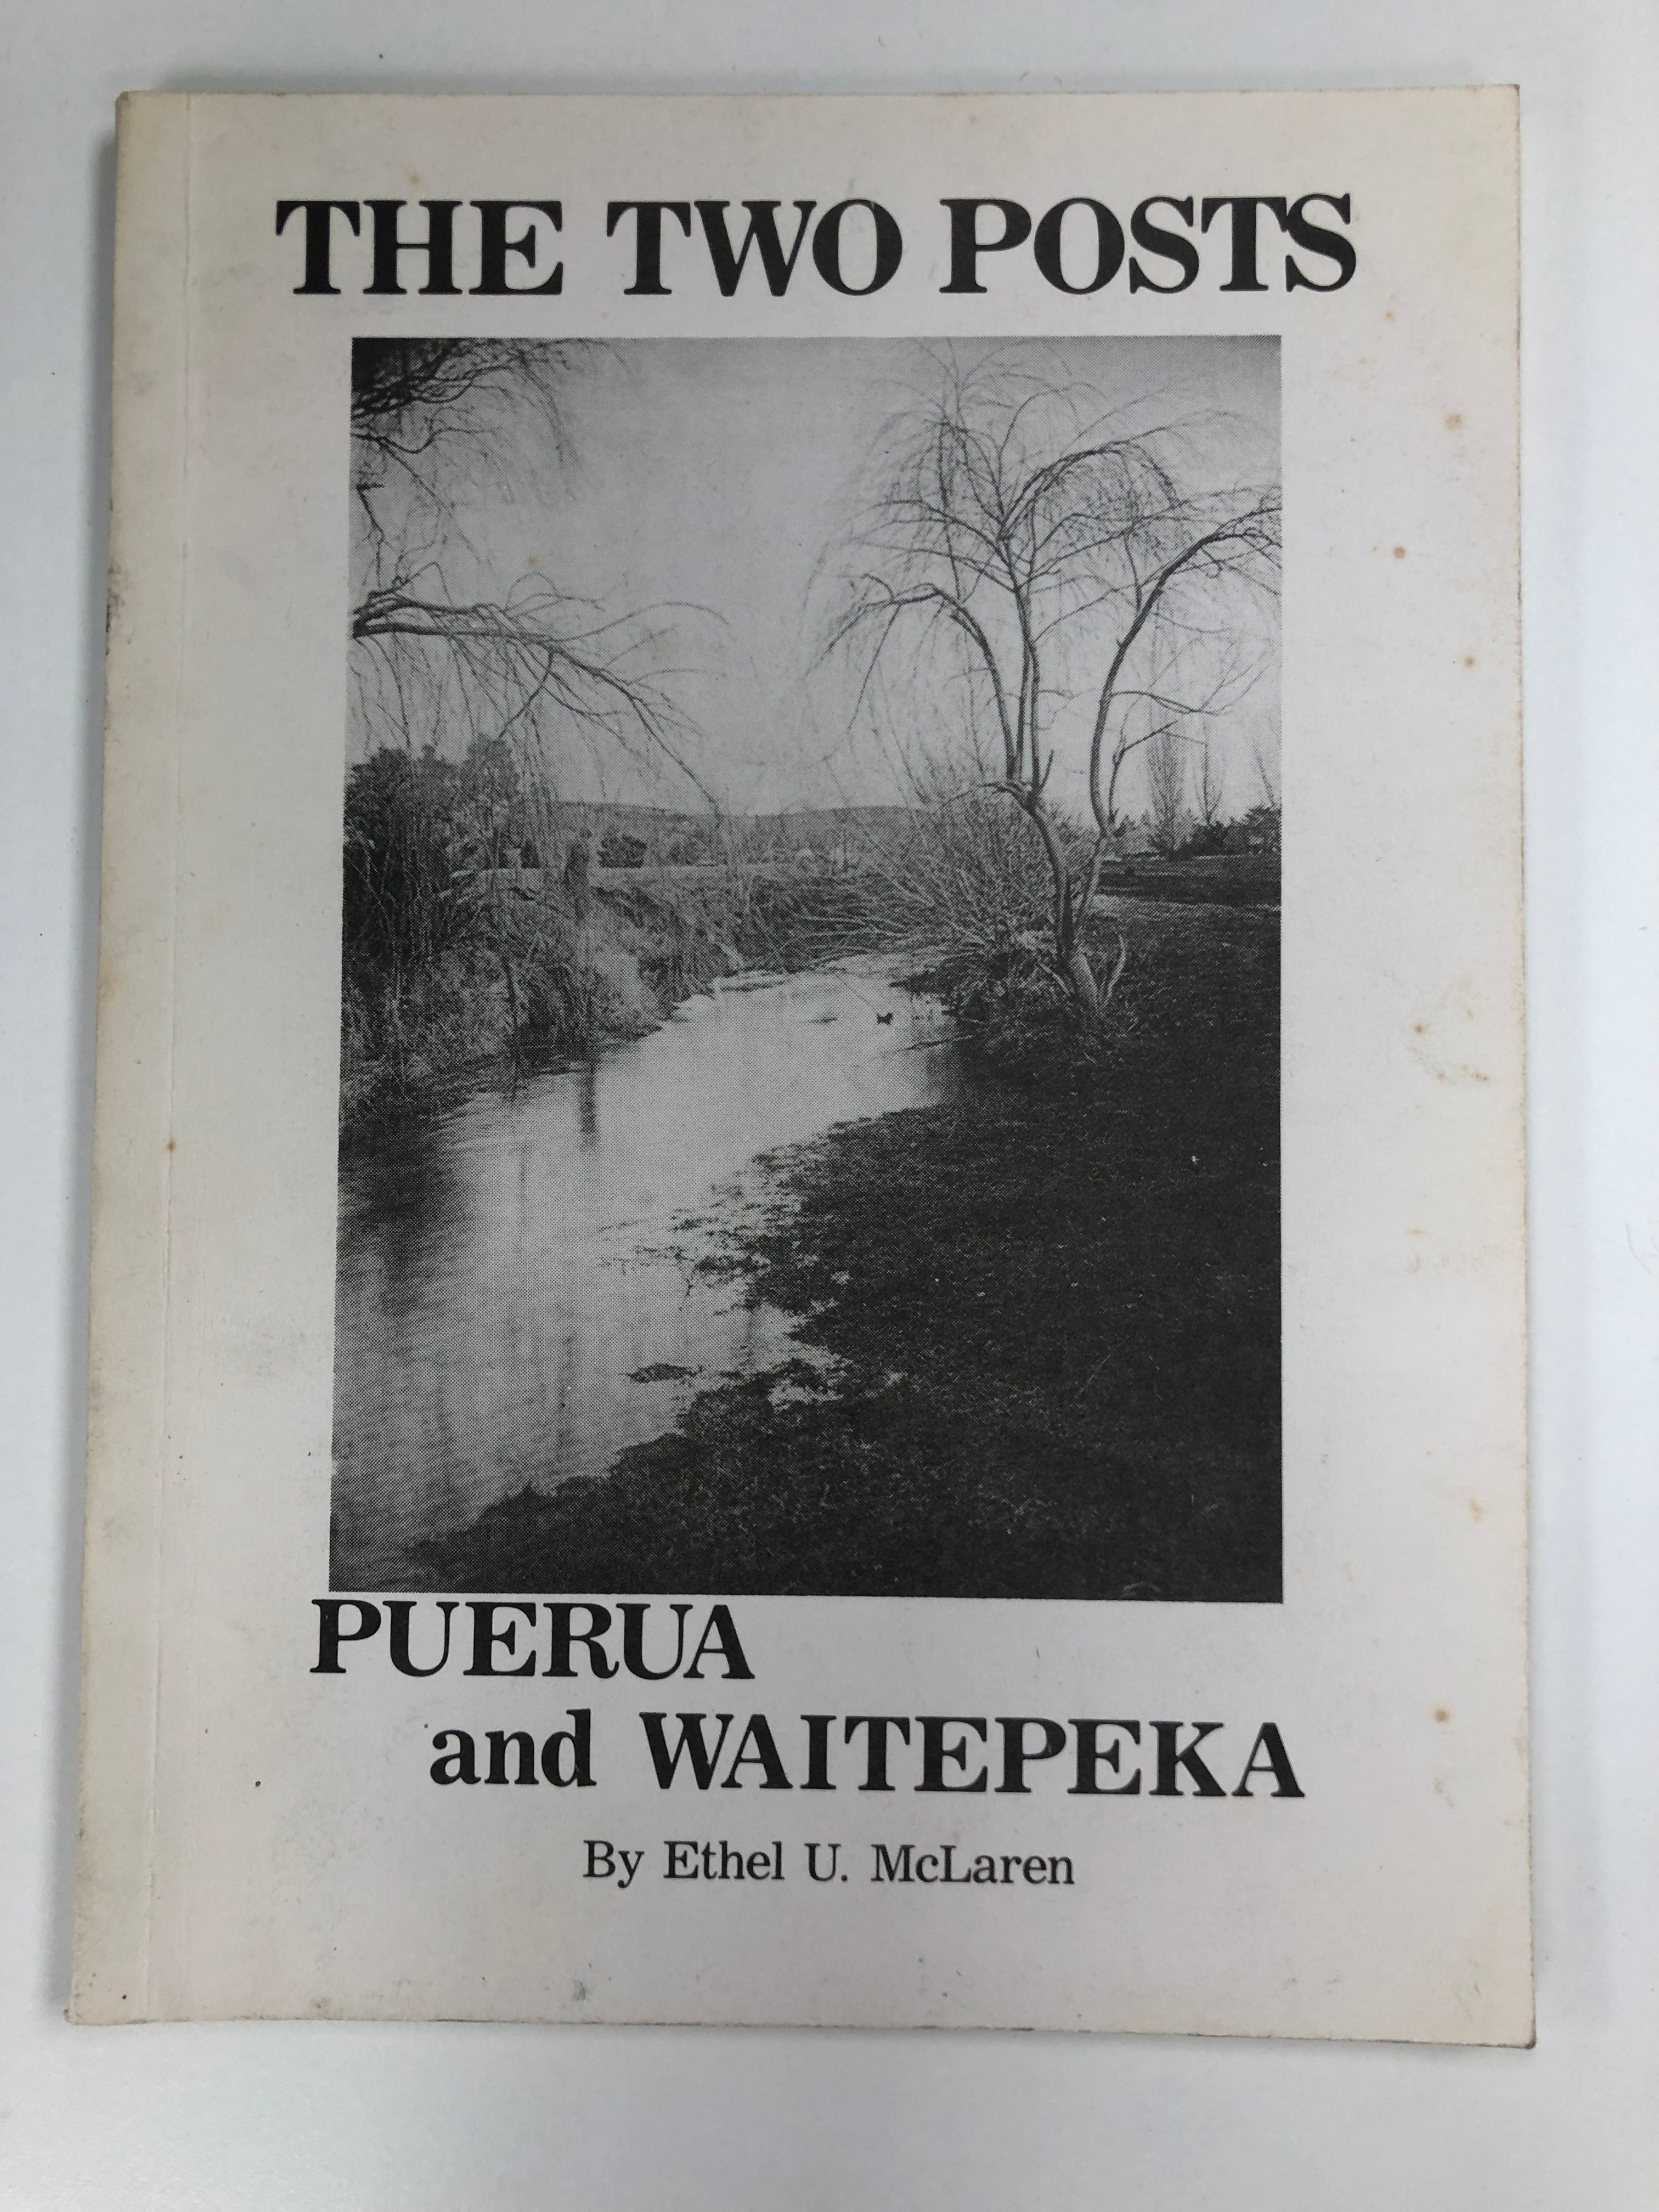 THE TWO POSTS
PUERUA
and WAITEPEKA
By Ethel U. McLaren